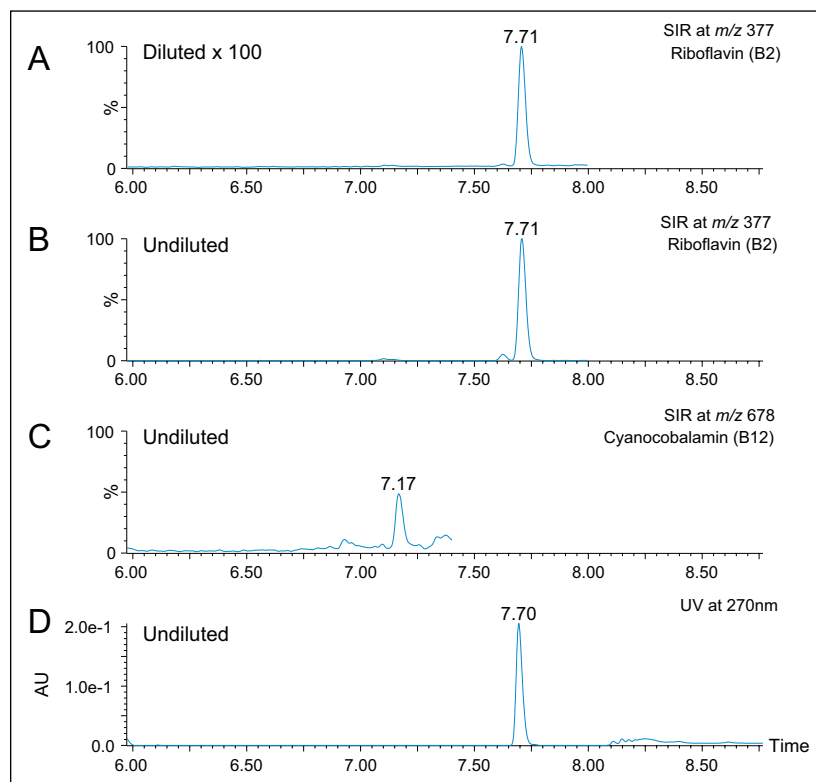 A
Diluted x 100
7.71
SIR at m/z 377
Riboflavin (B2)
100
%
0
6.00 6.50 7.00 7.50 8.00 8.50
B
Undiluted
7.71
SIR at m/z 377
Riboflavin (B2)
100
%
0
6.00 6.50 7.00 7.50 8.00 8.50
C
Undiluted
7.17
SIR at m/z 678
Cyanocobalamin (B12)
100
%
0
6.00 6.50 7.00 7.50 8.00 8.50
D
Undiluted
7.70
UV at 270nm
2.0e-1
AU
1.0e-1
0.0
Time
6.00 6.50 7.00 7.50 8.00 8.50